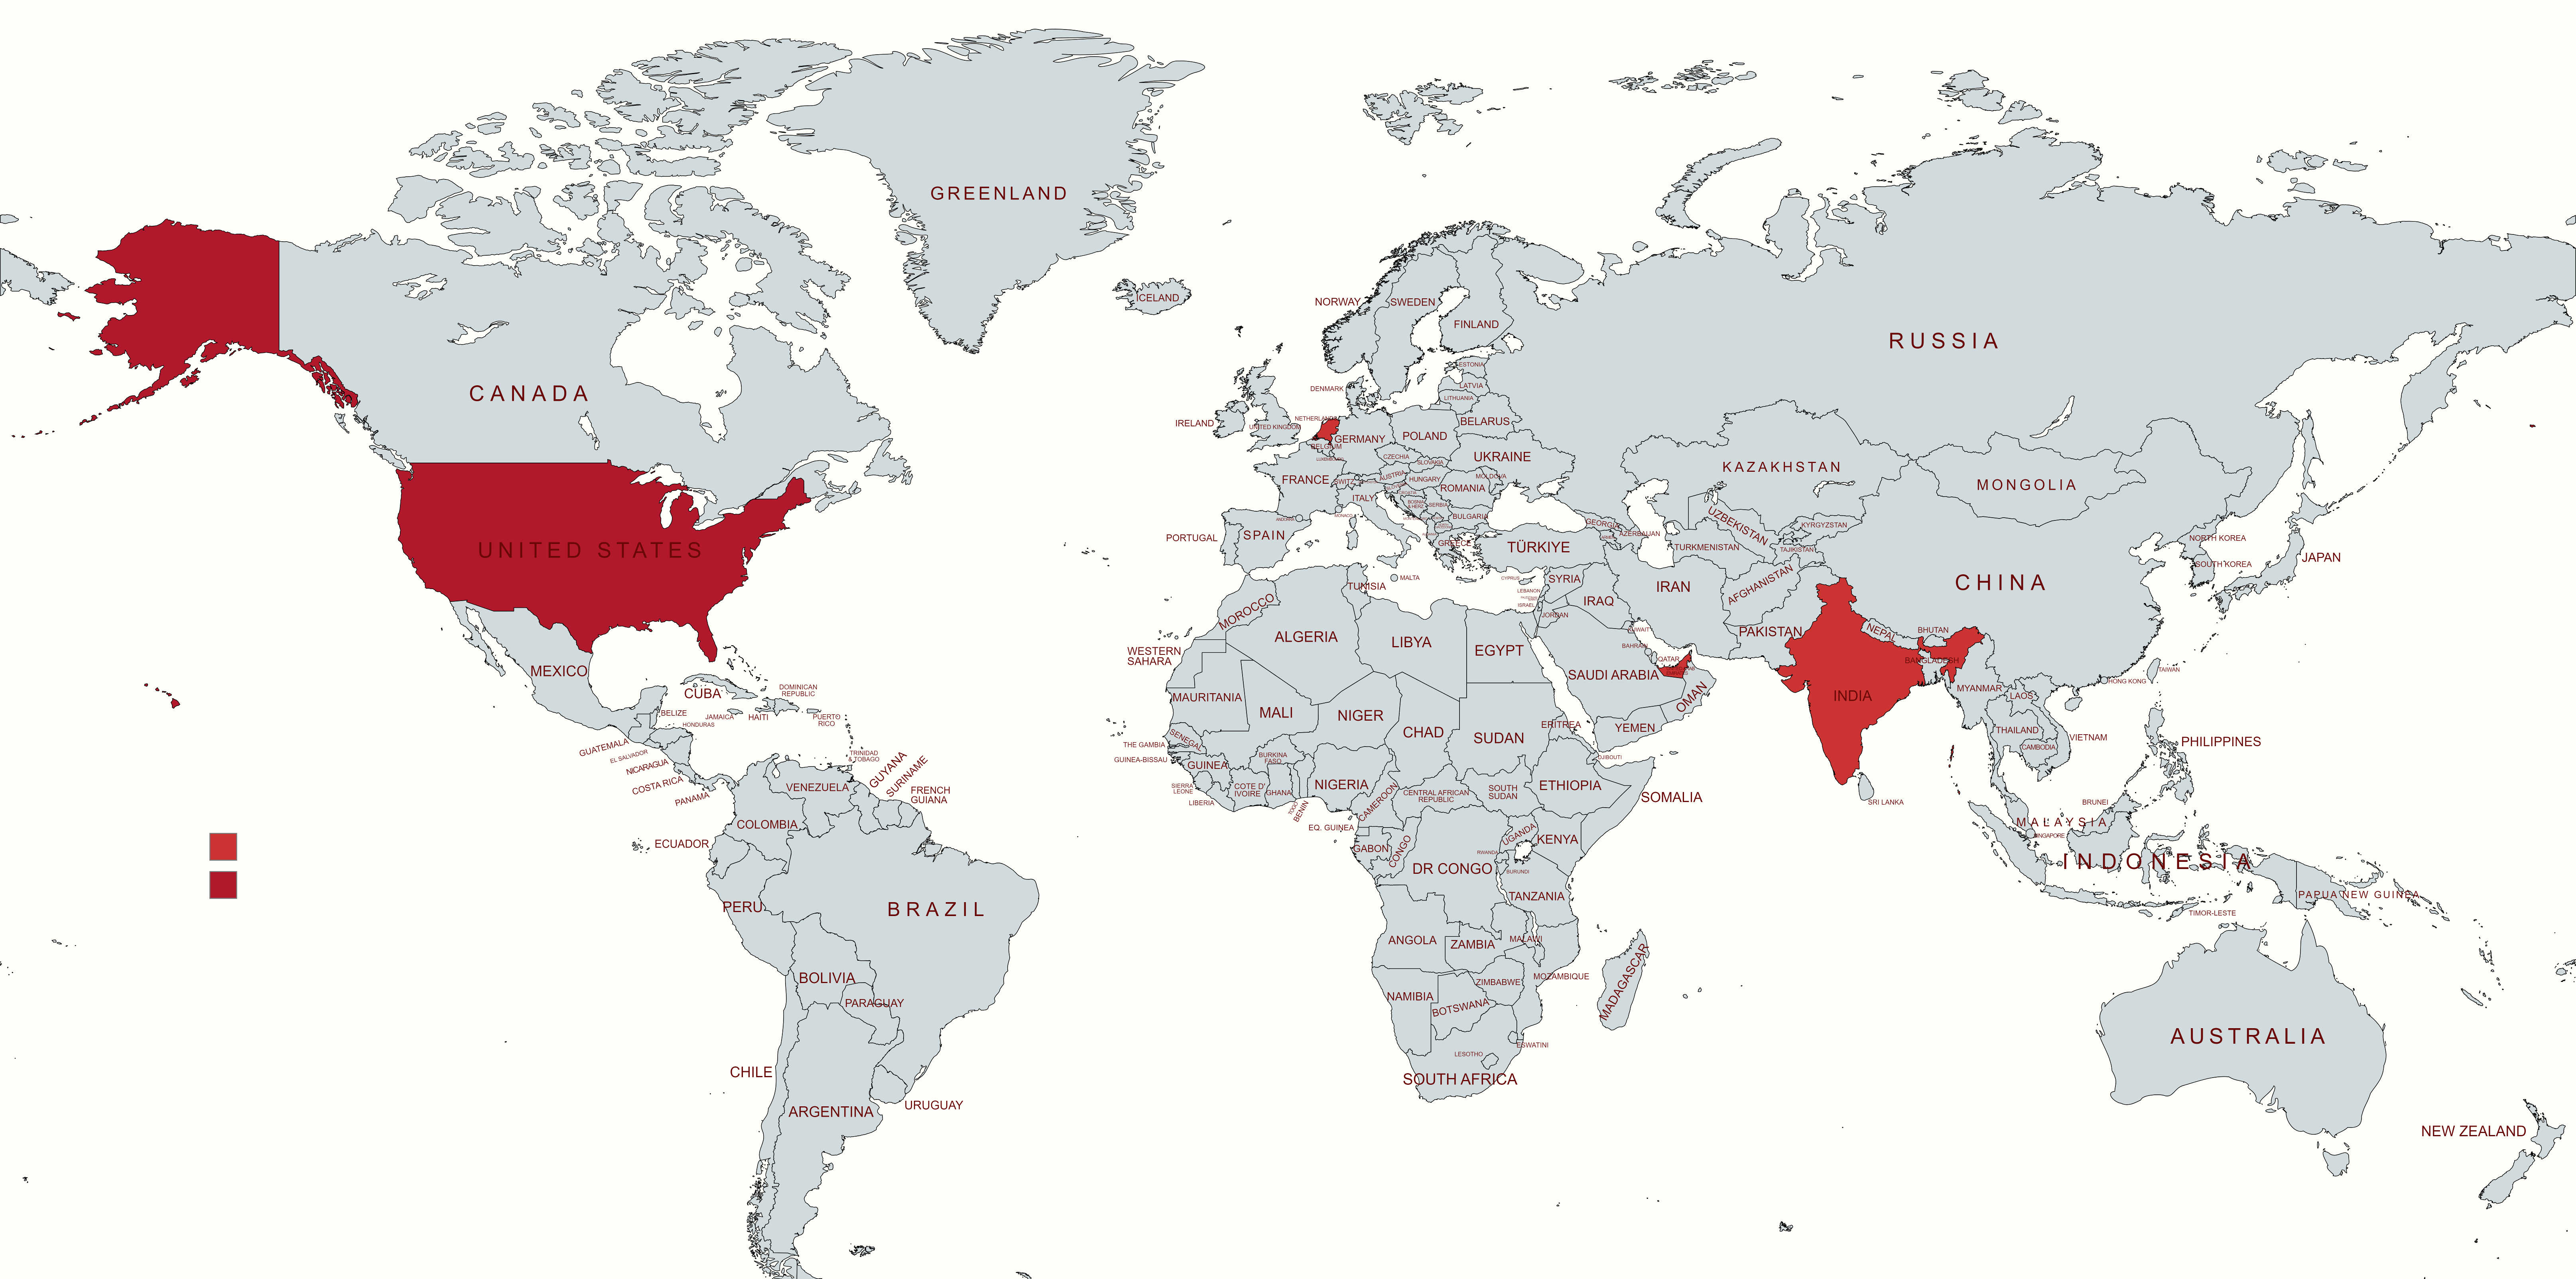 GREENLAND
ICELAND
NORWAY
SWEDEN
FINLAND
RUSSIA
ESTONIA
LATVIA
LITHUANIA
DENMARK
CANADA
IRELAND
UNITED KINGDOM
NETHERLANDS
BELGIUM
LUXEMBOURG
GERMANY
POLAND
BELARUS
UKRAINE
CZECHIA
SLOVAKIA
KAZAKHSTAN
MONGOLIA
FRANCE
SWITZ.
AUSTRIA
HUNGARY
MOLDOVA
ROMANIA
ITALY
BOSNIA
& HERZ.
SERBIA
BULGARIA
MONACO
ANDORRA
PORTUGAL
SPAIN
GREECE
TÜRKİYE
GEORGIA
AZERBAIJAN
UZBEKISTAN
KYRGYZSTAN
TURKMENISTAN
TAJIKISTAN
NORTH KOREA
SOUTH KOREA
JAPAN
UNITED STATES
MALTA
TUNISIA
CYPRUS
LEBANON
ISRAEL
SYRIA
IRAQ
IRAN
AFGHANISTAN
CHINA
MOROCCO
ALGERIA
LIBYA
EGYPT
JORDAN
KUWAIT
BAHRAIN
QATAR
SAUDI ARABIA
PAKISTAN
NEPAL
BHUTAN
BANGLADESH
INDIA
MYANMAR
LAOS
HONG KONG
TAIWAN
WESTERN
SAHARA
MEXICO
CUBA
DOMINICAN
REPUBLIC
BELIZE
HONDURAS
JAMAICA
HAITI
PUERTO
RICO
GUATEMALA
EL SALVADOR
NICARAGUA
COSTA RICA
PANAMA
TRINIDAD
& TOBAGO
MAURITANIA
MALI
NIGER
CHAD
SUDAN
ERITREA
YEMEN
OMAN
THE GAMBIA
SENEGAL
GUINEA-BISSAU
GUINEA
SIERRA
LEONE
LIBERIA
COTE D'
IVOIRE
BURKINA
FASO
GHANA
TOGO
BENIN
NIGERIA
CAMEROON
CENTRAL AFRICAN
REPUBLIC
SOUTH
SUDAN
ETHIOPIA
DJIBOUTI
SOMALIA
THAILAND
CAMBODIA
VIETNAM
PHILIPPINES
SRI LANKA
BRUNEI
MALAYSIA
SINGAPORE
INDONESIA
PAPUA NEW GUINEA
TIMOR-LESTE
VENEZUELA
GUYANA
SURINAME
FRENCH
GUIANA
COLOMBIA
ECUADOR
PERU
BRAZIL
BOLIVIA
PARAGUAY
CHILE
ARGENTINA
URUGUAY
EQ. GUINEA
GABON
CONGO
DR CONGO
UGANDA
KENYA
RWANDA
BURUNDI
TANZANIA
ANGOLA
ZAMBIA
MALAWI
MOZAMBIQUE
ZIMBABWE
NAMIBIA
BOTSWANA
MADAGASCAR
ESWATINI
LESOTHO
SOUTH AFRICA
AUSTRALIA
NEW ZEALAND